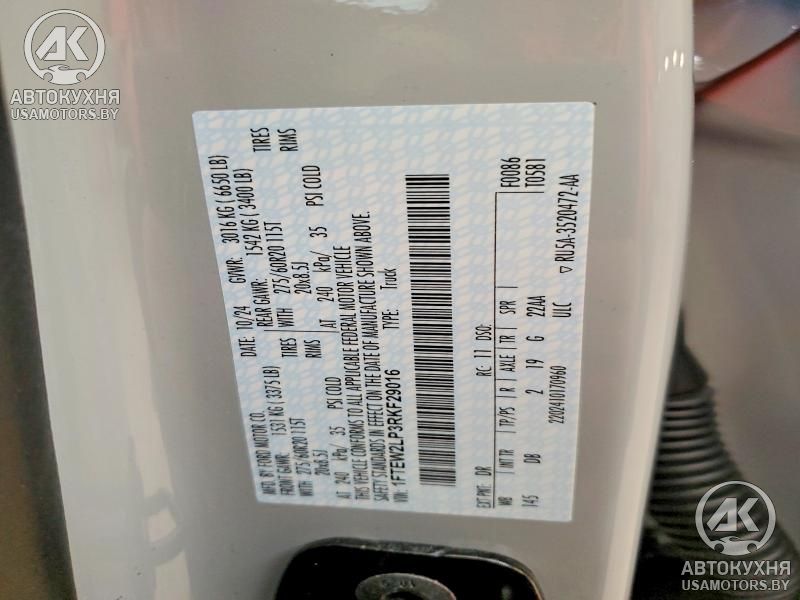 АК
АВТОКУХНЯ
USAMOTORS.BY
MFD. BY FORD MOTOR CO.
DATE: 10/24 GVWR: 3016 KG ( 6650 LB)
FRONT GAWR: 1531 KG ( 3375 LB) REAR GAWR: 1542 KG ( 3400 LB)
WITH 275/60R20 115T TIRES WITH 275/60R20 115T TIRES
20x8.5J RIMS 20x8.5J RIMS
AT 240 kPa/ 35 PSI COLD AT 240 kPa/ 35 PSI COLD
THIS VEHICLE CONFORMS TO ALL APPLICABLE FEDERAL MOTOR VEHICLE
SAFETY STANDARDS IN EFFECT ON THE DATE OF MANUFACTURE SHOWN ABOVE.
VIN: 1FTEW2LP3RKF29016 TYPE: Truck
F0086
EXT PNT: DR RC: 11 DSO: T0581
WB INT TR TP/PS R AXLE TR SPR
145 DB 2 19 G 22AA
2202410170960 ULC ▽ RU5A-3520472-AA
АК
АВТОКУХНЯ
USAMOTORS.BY